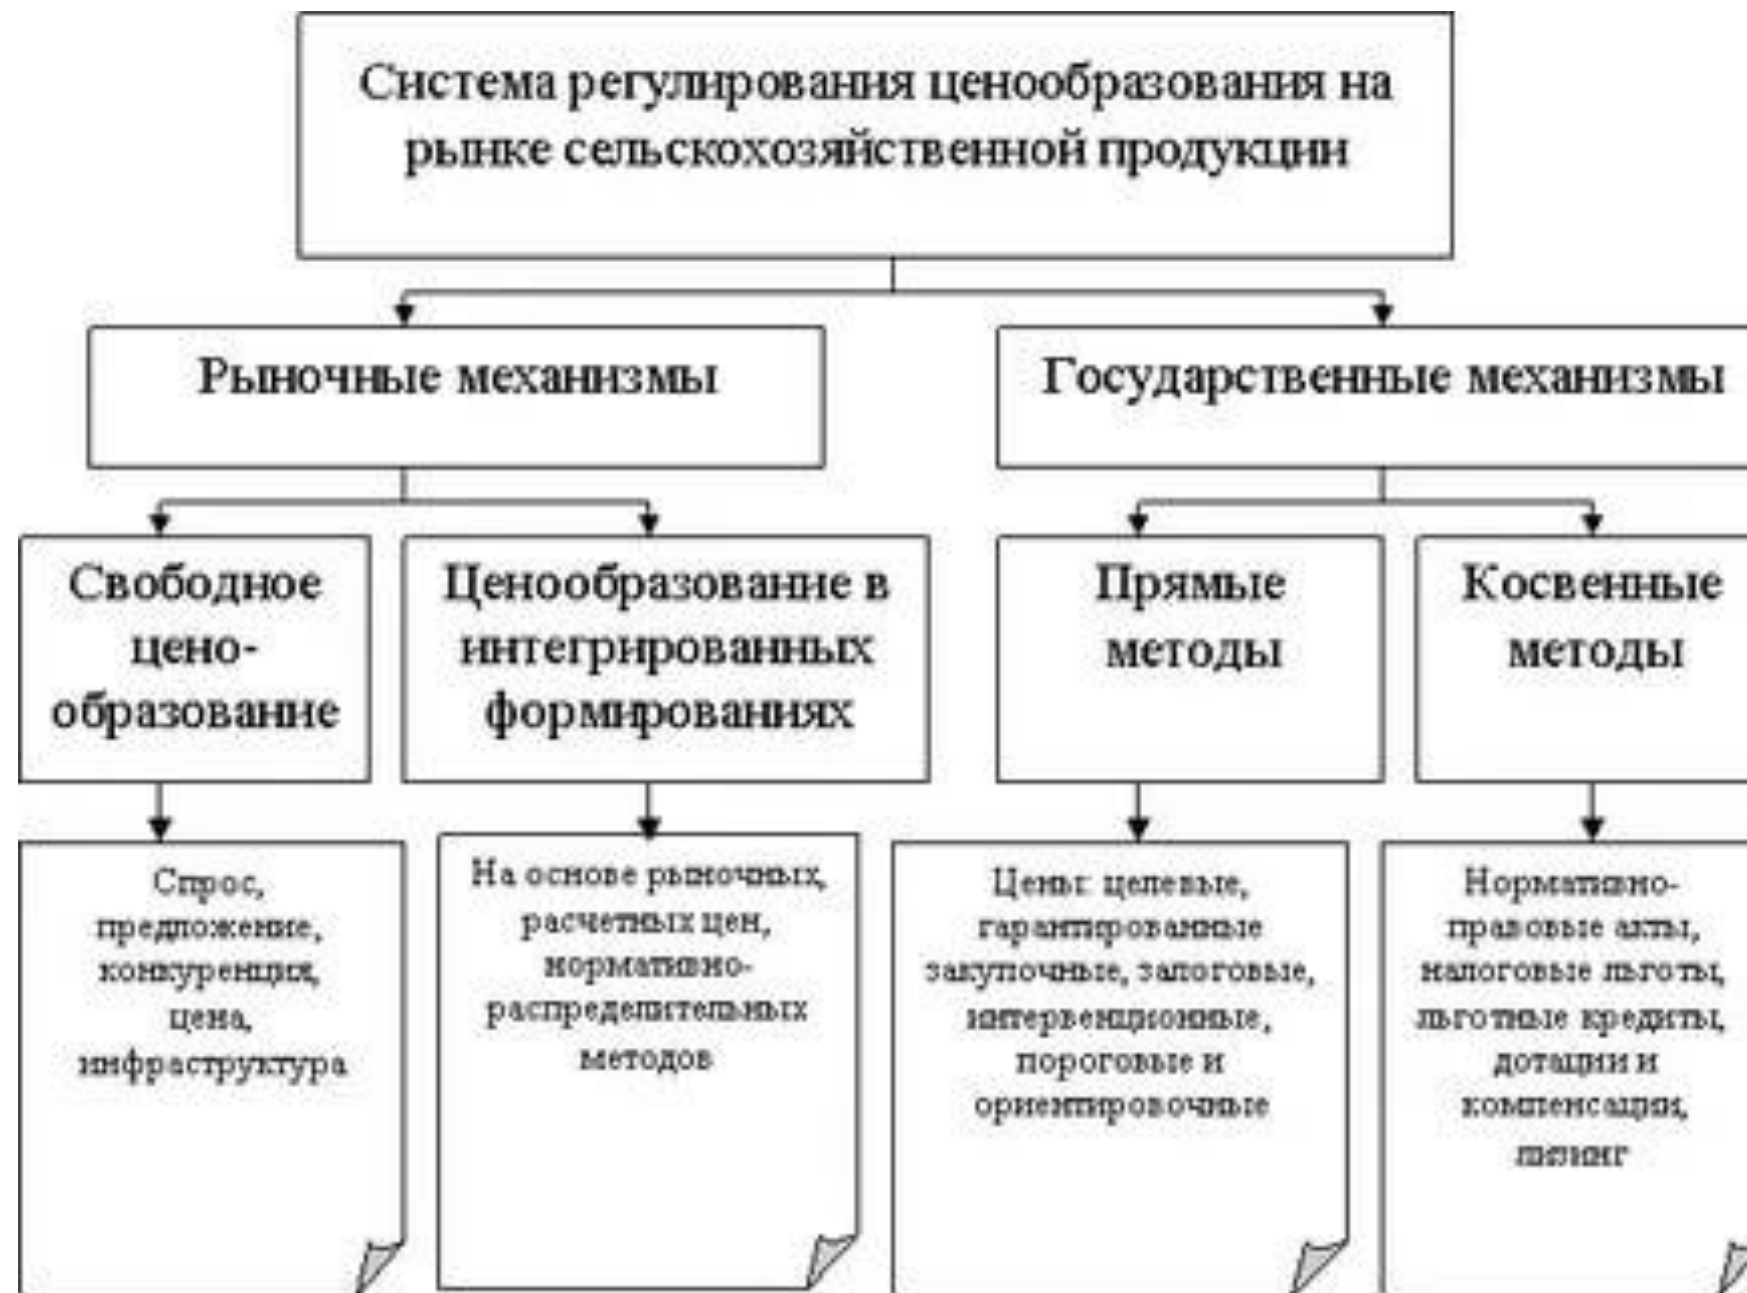 Система регулирования ценообразования на
рынке сельскохозяйственной продукции
Рыночные механизмы
Государственные механизмы
Свободное
цено-
образование
Ценообразование в
интегрированных
формированиях
Прямые
методы
Косвенные
методы
Спрос,
предложение,
конкуренция,
цена,
инфраструктура
На основе рыночных,
расчетных цен,
нормативно-
распределительных
методов
Цены: целевые,
гарантированные
закупочные, залоговые,
интервенционные,
пороговые и
ориентировочные
Нормативно-
правовые акты,
налоговые льготы,
льготные кредиты,
дотации и
компенсации,
лизинг